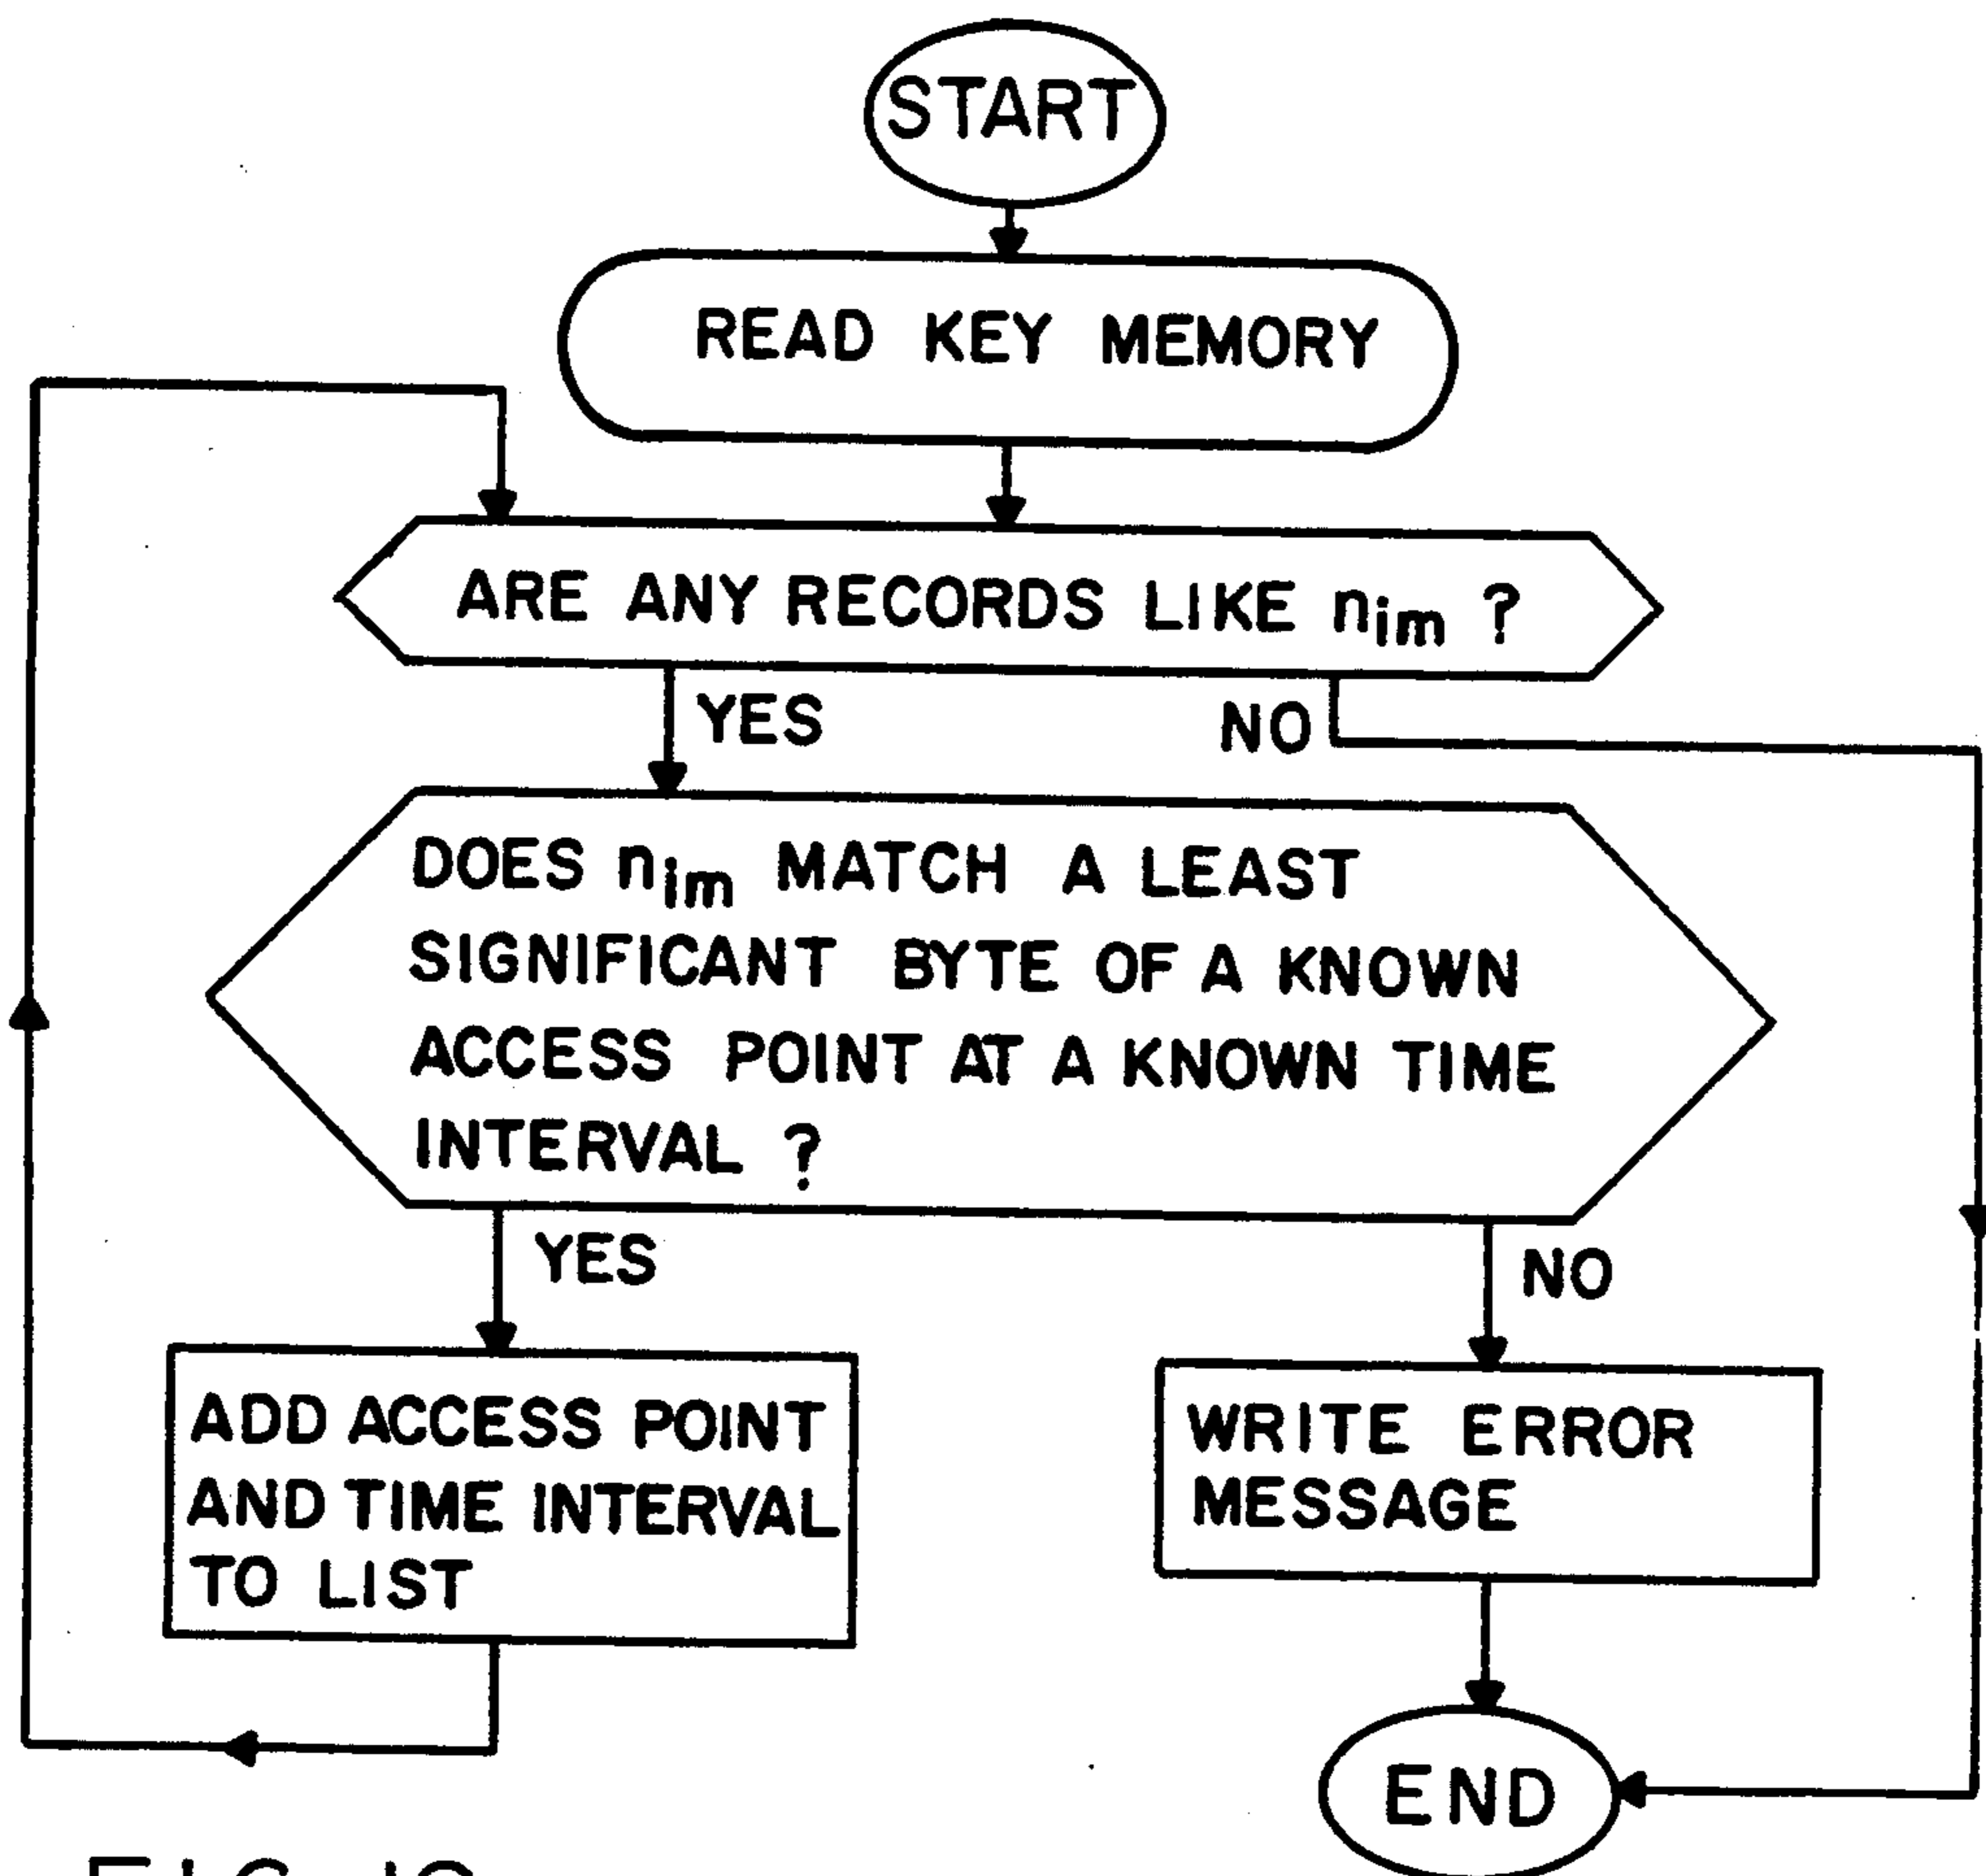 START
READ KEY MEMORY
ARE ANY RECORDS LIKE nim ?
YES
NO
DOES nim MATCH A LEAST
SIGNIFICANT BYTE OF A KNOWN
ACCESS POINT AT A KNOWN TIME
INTERVAL ?
YES
NO
ADD ACCESS POINT
AND TIME INTERVAL
TO LIST
WRITE ERROR
MESSAGE
END